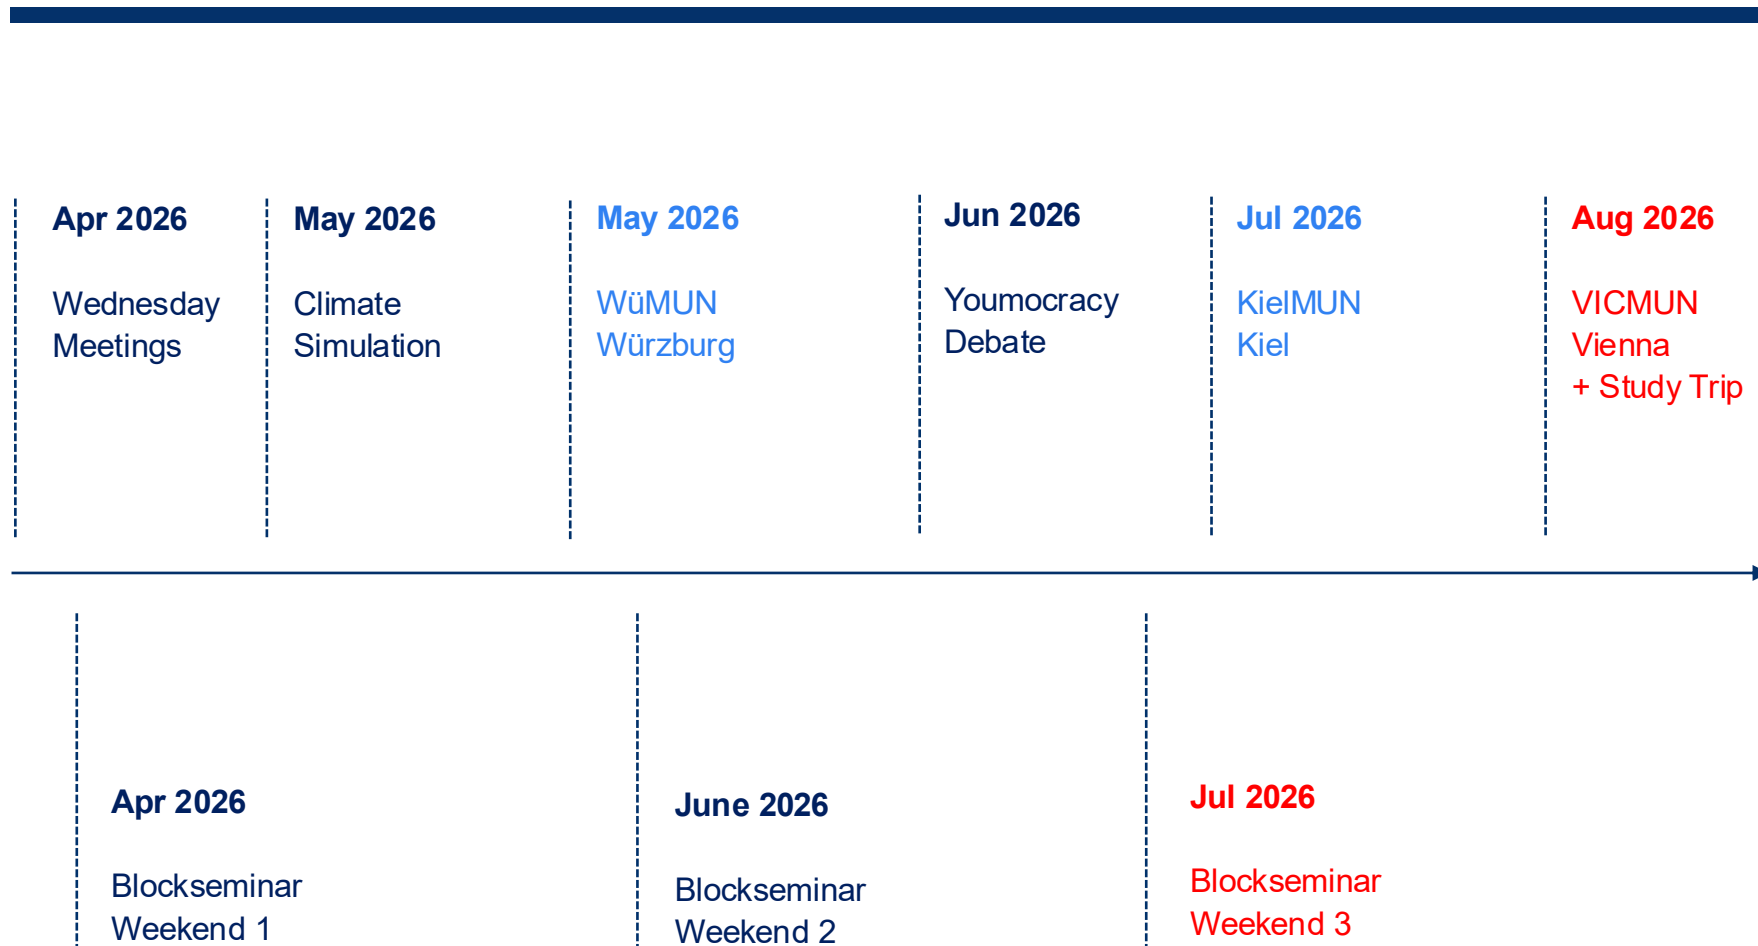 Apr 2026
Wednesday
Meetings
May 2026
Climate
Simulation
May 2026
WüMUN
Würzburg
Jun 2026
Youmocracy
Debate
Jul 2026
KielMUN
Kiel
Aug 2026
VICMUN
Vienna
+ Study Trip
Apr 2026
Blockseminar
Weekend 1
June 2026
Blockseminar
Weekend 2
Jul 2026
Blockseminar
Weekend 3